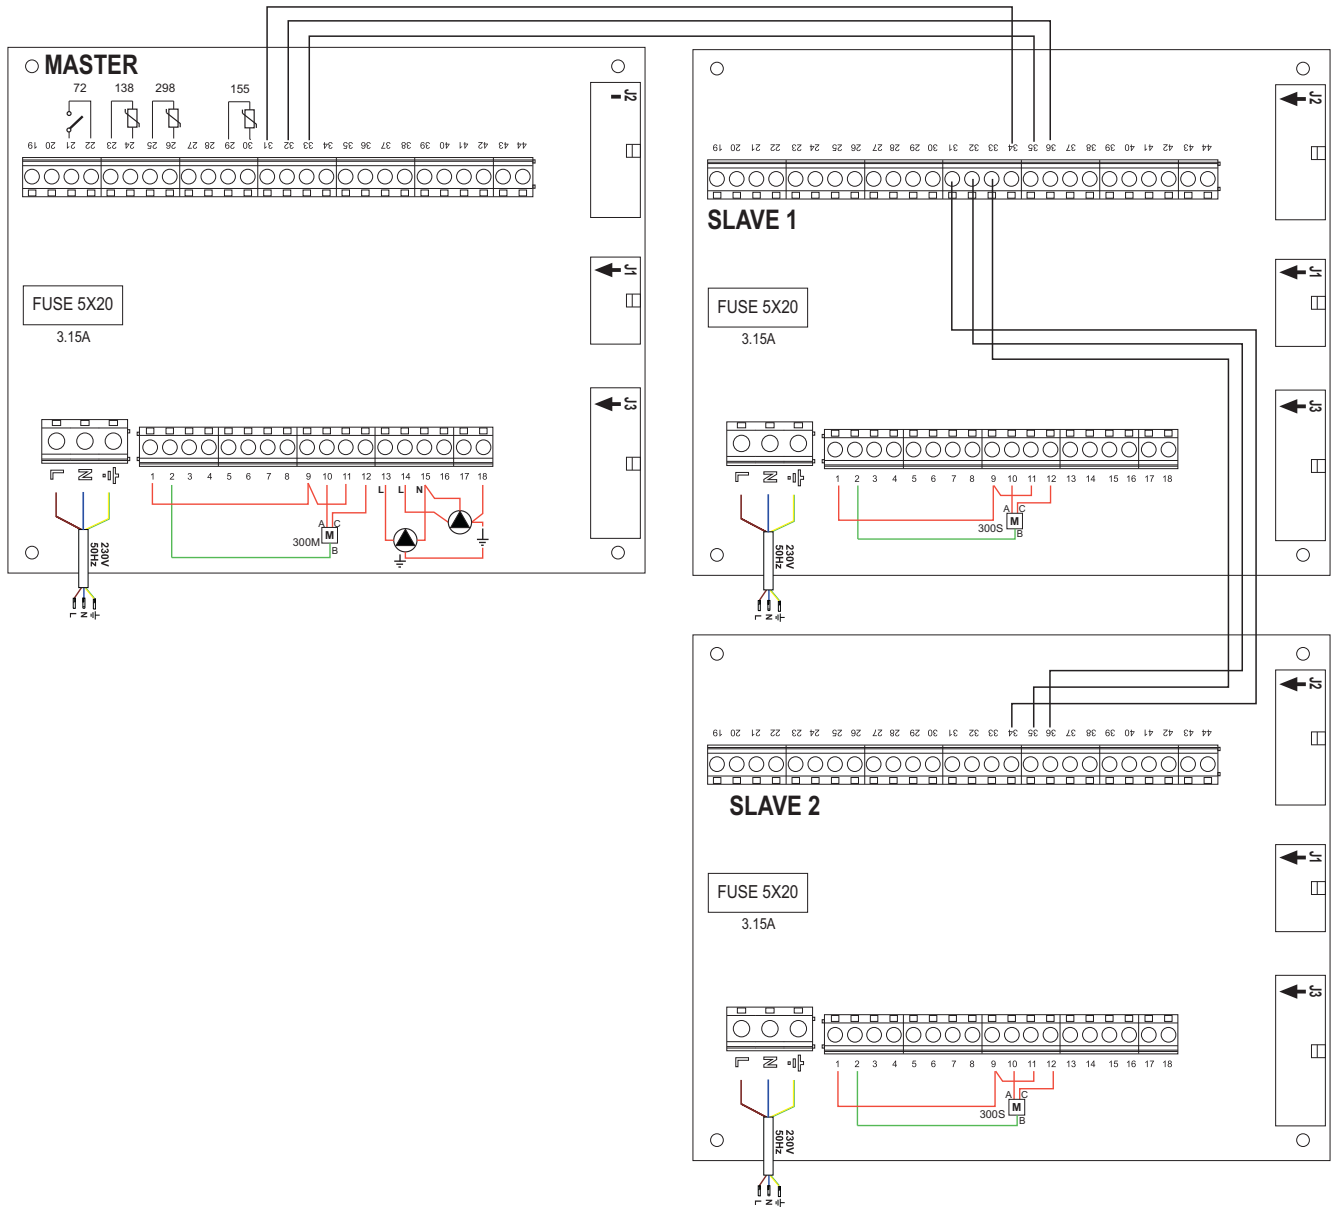 MASTER
72 138 298 155
19 20 21 22 23 24 25 26 27 28 29 30 31 32 33 34 35 36 37 38 39 40 41 42 43 44
J2
J1
FUSE 5X20
3.15A
J3
L N
1 2 3 4 5 6 7 8 9 10 11 12 13 14 15 16 17 18
L L N
A C
M
300M
B
230V
50Hz
L N
19 20 21 22 23 24 25 26 27 28 29 30 31 32 33 34 35 36 37 38 39 40 41 42 43 44
J2
SLAVE 1
J1
FUSE 5X20
3.15A
J3
L N
1 2 3 4 5 6 7 8 9 10 11 12 13 14 15 16 17 18
A C
M
300S
B
230V
50Hz
L N
J2
19 20 21 22 23 24 25 26 27 28 29 30 31 32 33 34 35 36 37 38 39 40 41 42 43 44
SLAVE 2
J1
FUSE 5X20
3.15A
J3
L N
1 2 3 4 5 6 7 8 9 10 11 12 13 14 15 16 17 18
A C
M
300S
B
230V
50Hz
L N